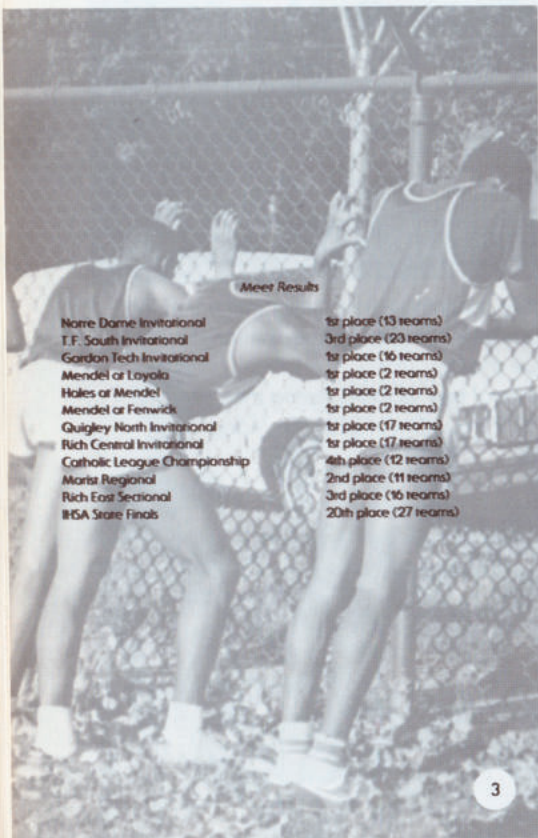 Meet Results
Notre Dame Invitational 1st place (13 teams)
T.F. South Invitational 3rd place (23 teams)
Gordon Tech Invitational 1st place (16 teams)
Mendel at Loyola 1st place (2 teams)
Hales at Mendel 1st place (2 teams)
Mendel at Fenwick 1st place (2 teams)
Quigley North Invitational 1st place (17 teams)
Rich Central Invitational 1st place (17 teams)
Catholic League Championship 4th place (12 teams)
Marist Regional 2nd place (11 teams)
Rich East Sectional 3rd place (16 teams)
IHSA State Finals 20th place (27 teams)
3